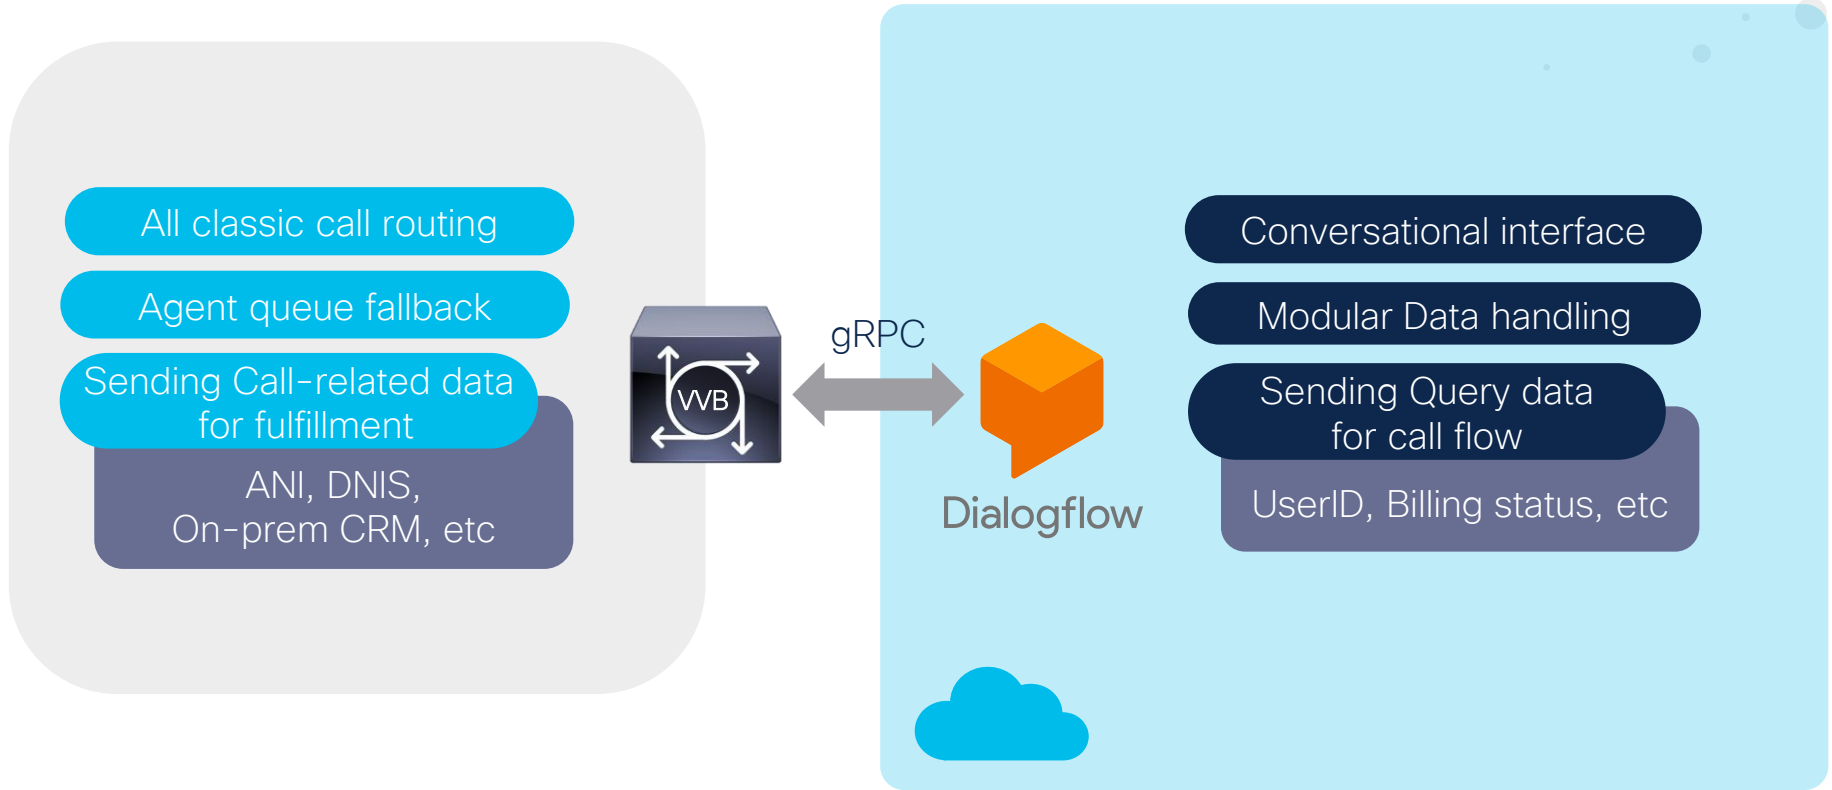 All classic call routing
Agent queue fallback
Sending Call-related data
for fulfillment
ANI, DNIS,
On-prem CRM, etc
VVB
gRPC
Dialogflow
Conversational interface
Modular Data handling
Sending Query data
for call flow
UserID, Billing status, etc